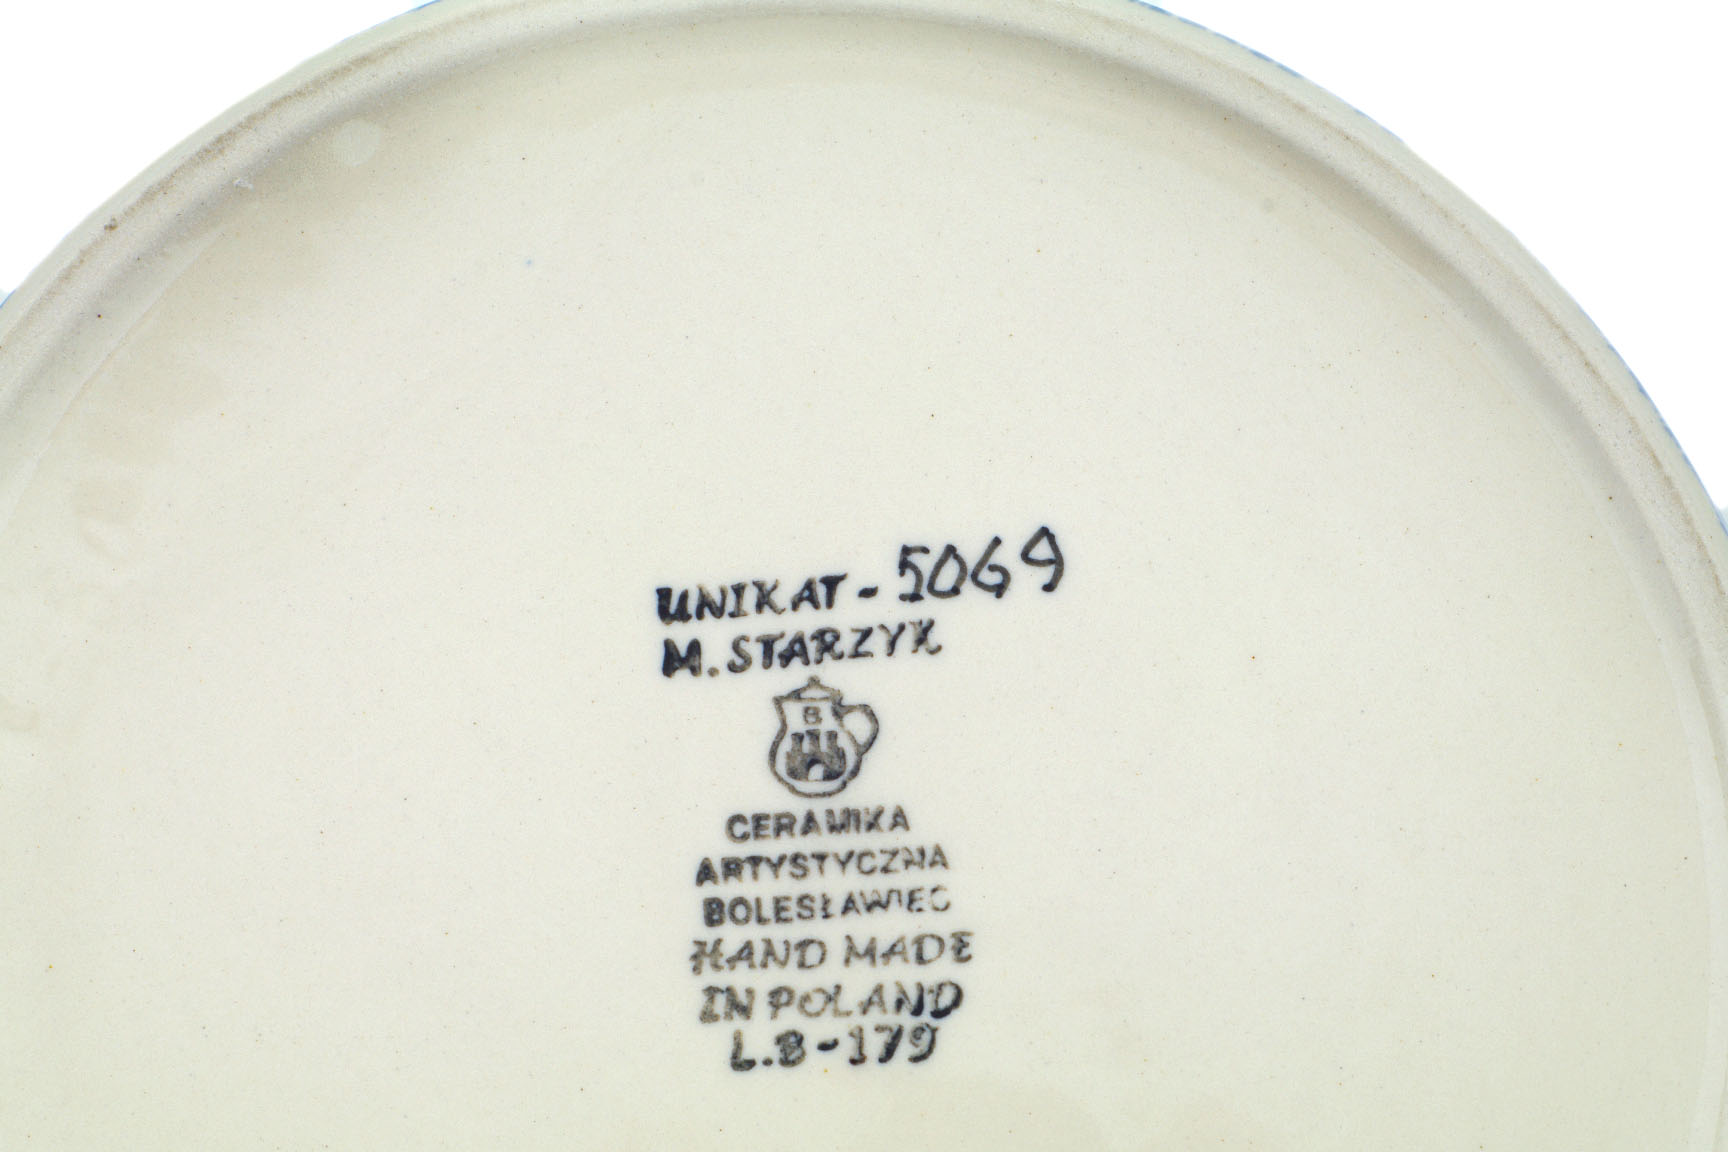 UNIKAT - 5069
M. STARZYK
B
CERAMIKA
ARTYSTYCZNA
BOLESŁAWIEC
HAND MADE
IN POLAND
L.B - 179